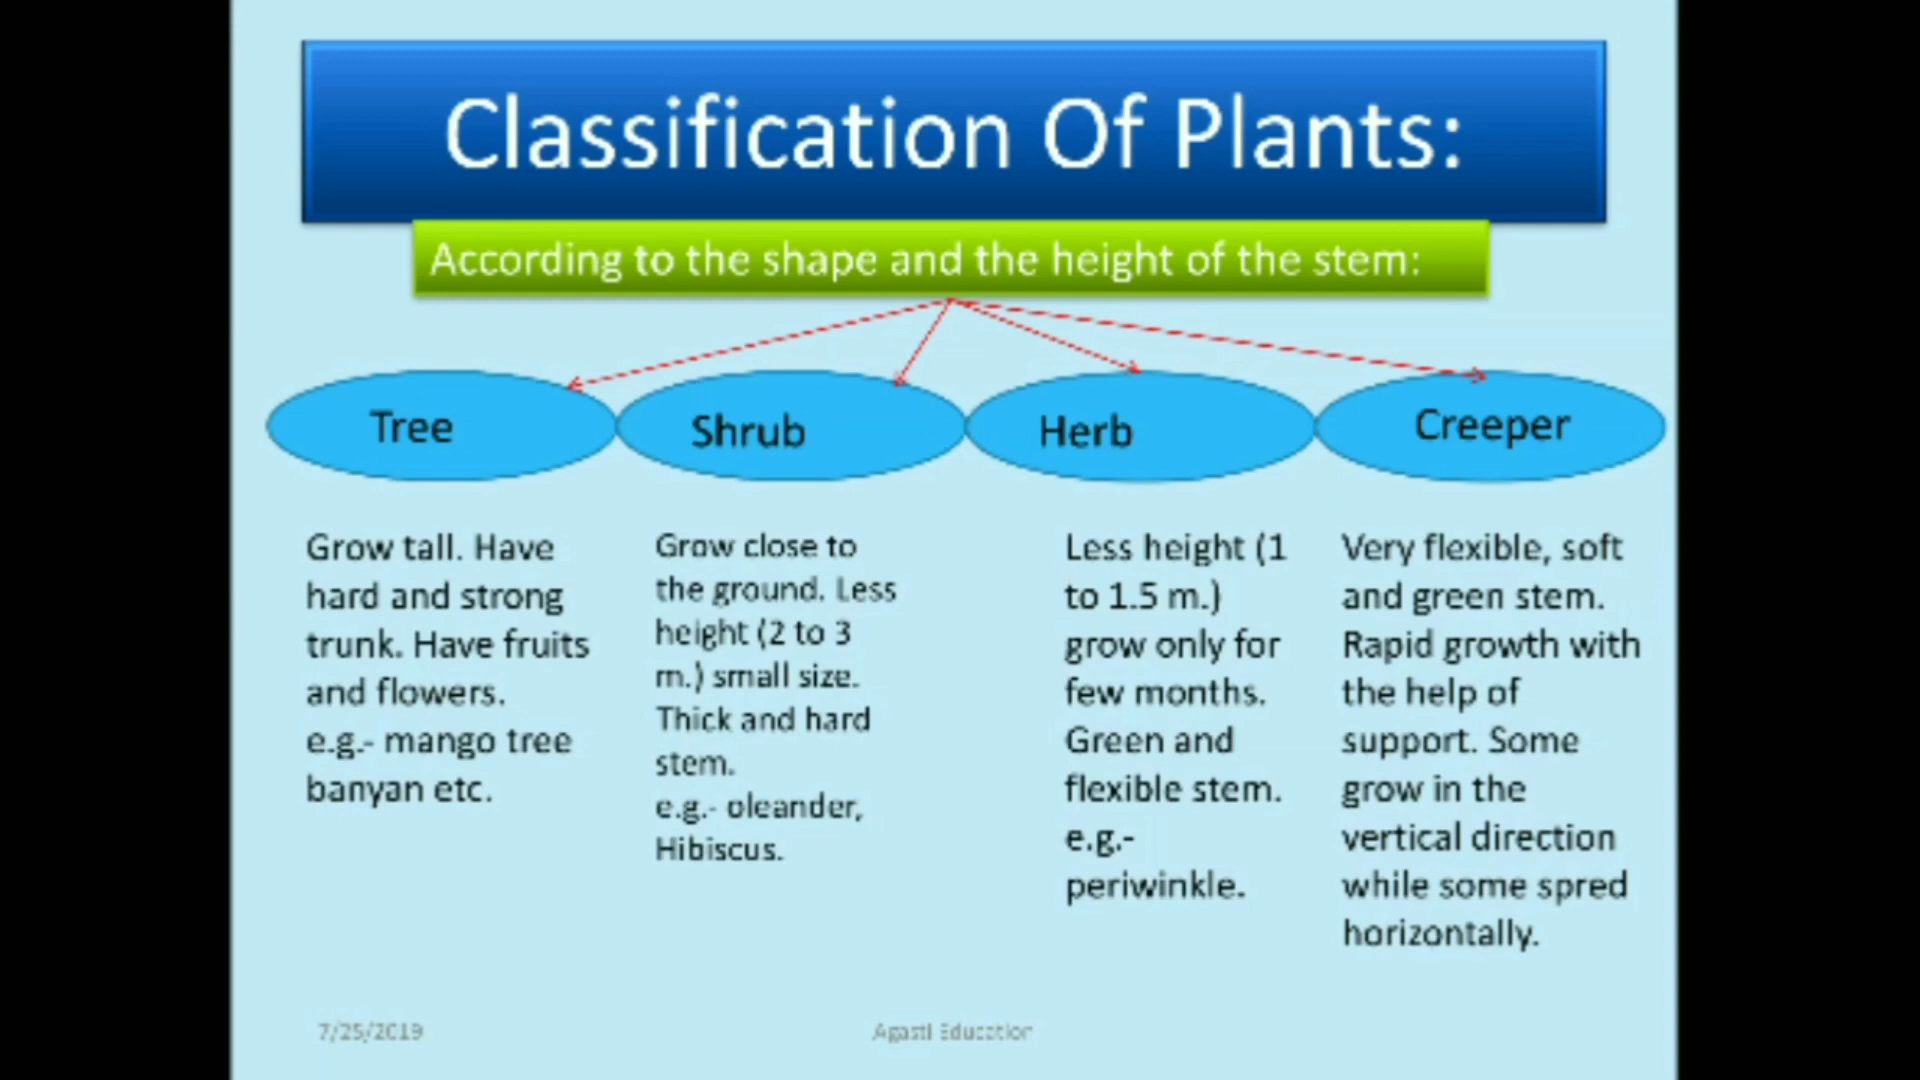 Classification Of Plants:
According to the shape and the height of the stem:
Tree
Shrub
Herb
Creeper
Grow tall. Have
hard and strong
trunk. Have fruits
and flowers.
e.g.- mango tree
banyan etc.
Grow close to
the ground. Less
height (2 to 3
m.) small size.
Thick and hard
stem.
e.g.- oleander,
Hibiscus.
Less height (1
to 1.5 m.)
grow only for
few months.
Green and
flexible stem.
e.g.-
periwinkle.
Very flexible, soft
and green stem.
Rapid growth with
the help of
support. Some
grow in the
vertical direction
while some spred
horizontally.
7/25/2019
Agasti Education